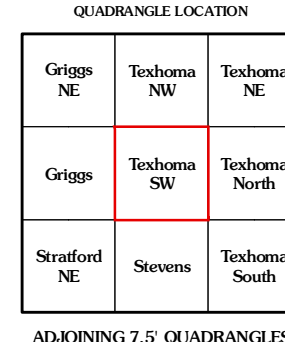 QUADRANGLE LOCATION
Griggs
NE
Texhoma
NW
Texhoma
NE
Griggs
Texhoma
SW
Texhoma
North
Stratford
NE
Stevens
Texhoma
South
ADJOINING 7.5' QUADRANGLES